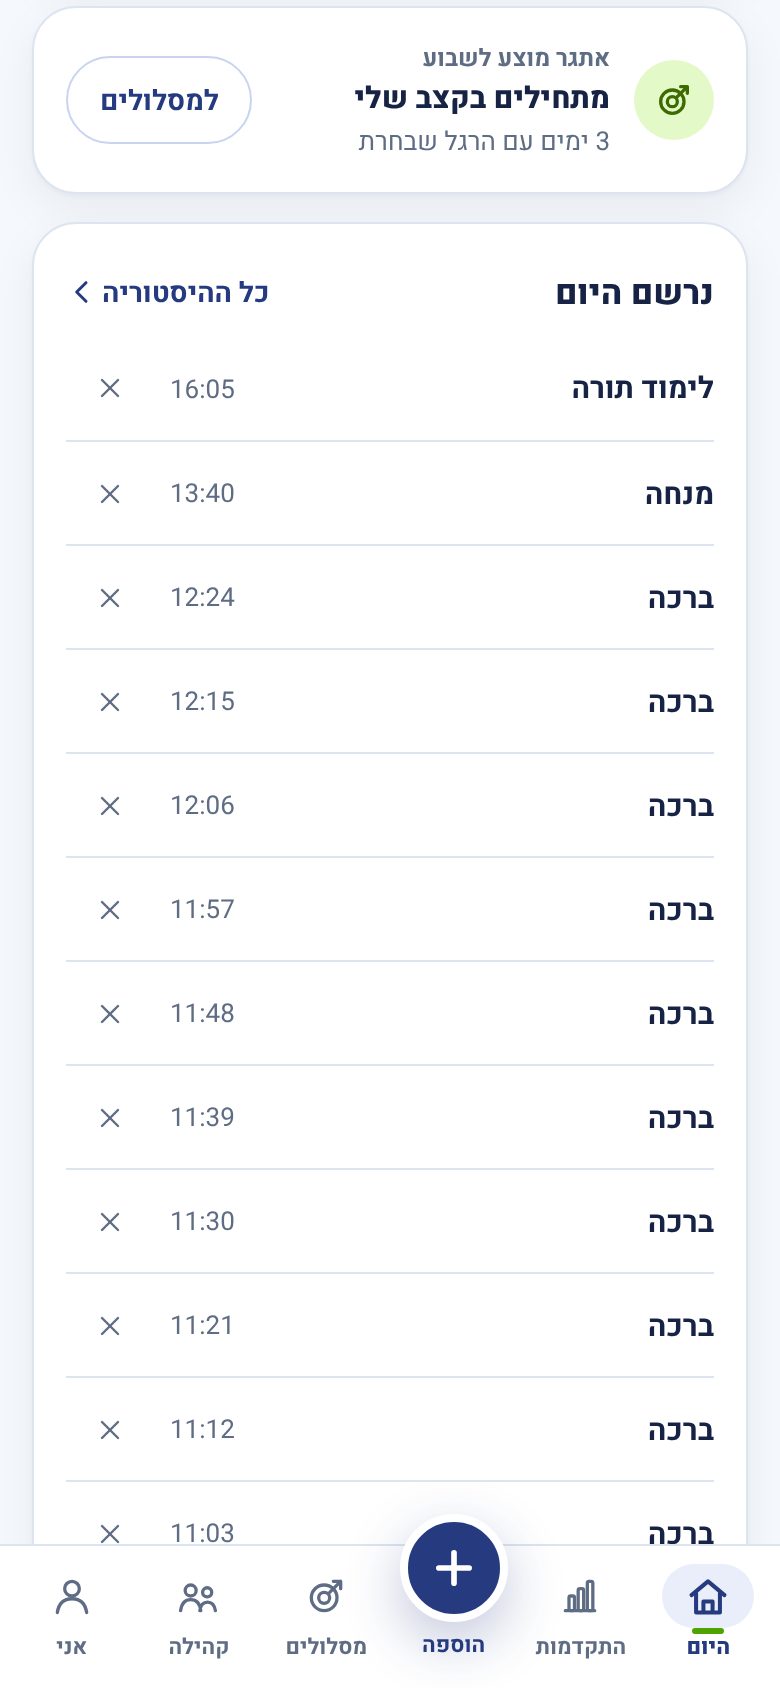 אתגר מוצע לשבוע
מתחילים בקצב שלי
3 ימים עם הרגל שבחרת
למסלולים
נרשם היום
כל ההיסטוריה
לימוד תורה 16:05
מנחה 13:40
ברכה 12:24
ברכה 12:15
ברכה 12:06
ברכה 11:57
ברכה 11:48
ברכה 11:39
ברכה 11:30
ברכה 11:21
ברכה 11:12
ברכה 11:03
היום
התקדמות
הוספה
מסלולים
קהילה
אני